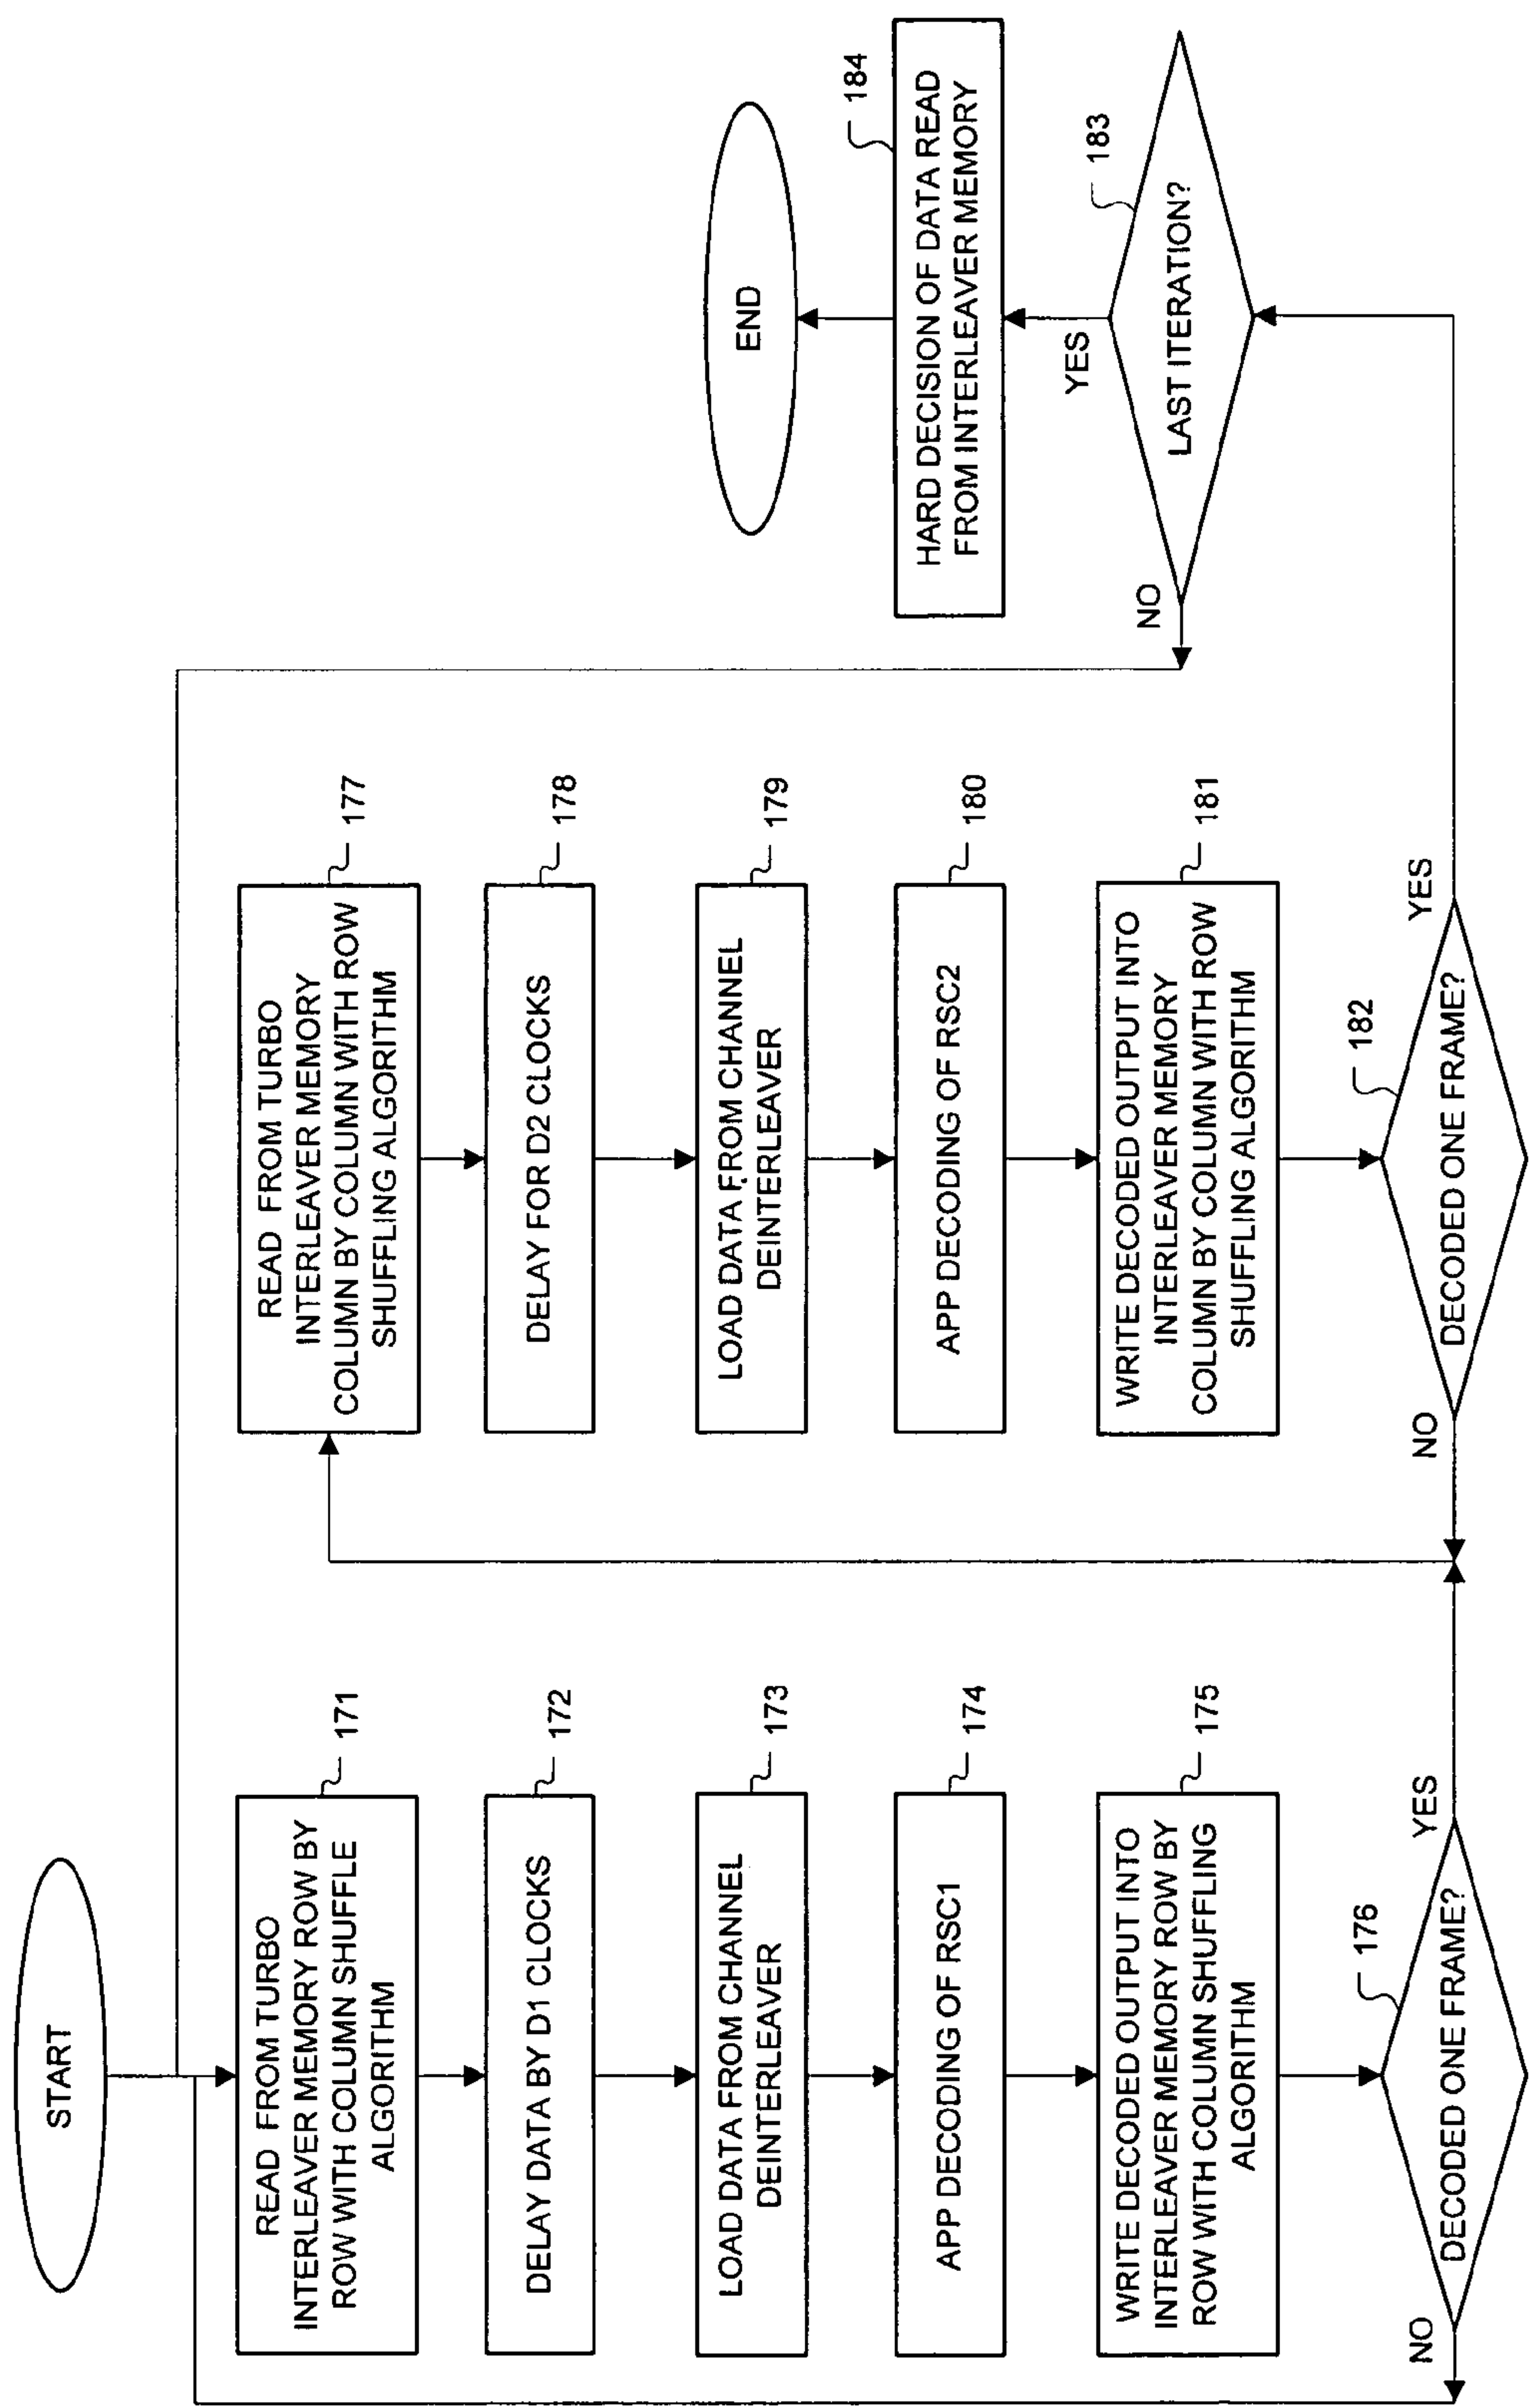 START
READ FROM TURBO
INTERLEAVER MEMORY ROW BY
ROW WITH COLUMN SHUFFLE
ALGORITHM
171
DELAY DATA BY D1 CLOCKS
172
LOAD DATA FROM CHANNEL
DEINTERLEAVER
173
APP DECODING OF RSC1
174
WRITE DECODED OUTPUT INTO
INTERLEAVER MEMORY ROW BY
ROW WITH COLUMN SHUFFLING
ALGORITHM
175
DECODED ONE FRAME?
176
NO
YES
READ FROM TURBO
INTERLEAVER MEMORY
COLUMN BY COLUMN WITH ROW
SHUFFLING ALGORITHM
177
DELAY FOR D2 CLOCKS
178
LOAD DATA FROM CHANNEL
DEINTERLEAVER
179
APP DECODING OF RSC2
180
WRITE DECODED OUTPUT INTO
INTERLEAVER MEMORY
COLUMN BY COLUMN WITH ROW
SHUFFLING ALGORITHM
181
DECODED ONE FRAME?
182
NO
YES
END
HARD DECISION OF DATA READ
FROM INTERLEAVER MEMORY
184
YES
LAST ITERATION?
183
NO